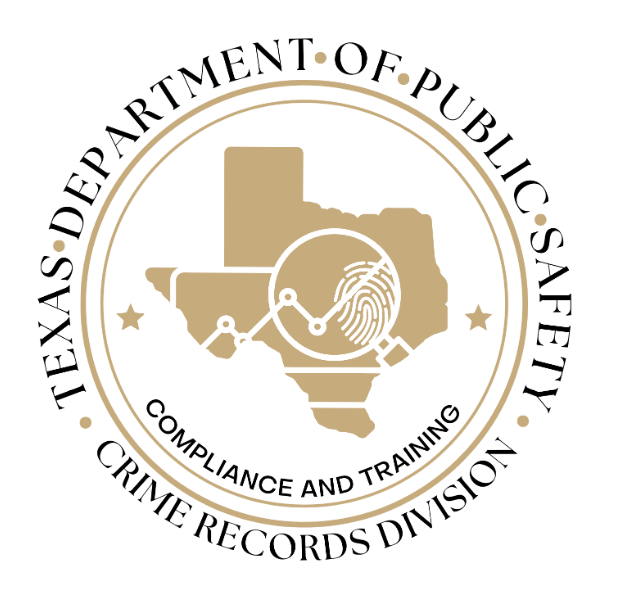 TEXAS•DEPARTMENT•OF•PUBLIC•SAFETY
• CRIME RECORDS DIVISION •
COMPLIANCE AND TRAINING